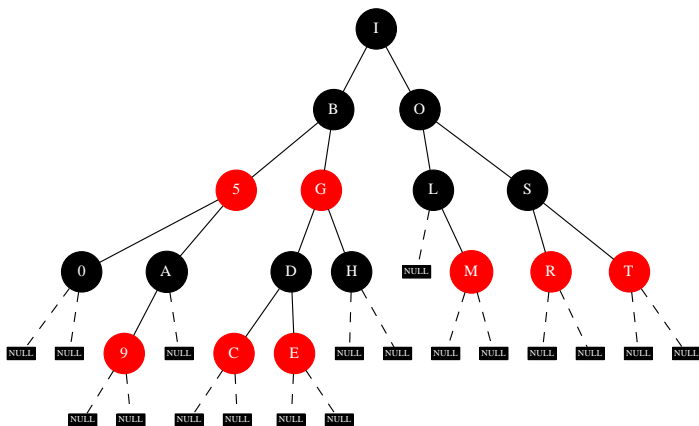 I
B O
5 G L S
0 A D H NULL M R T
NULL NULL 9 NULL C E NULL NULL NULL NULL NULL NULL NULL NULL
NULL NULL NULL NULL NULL NULL